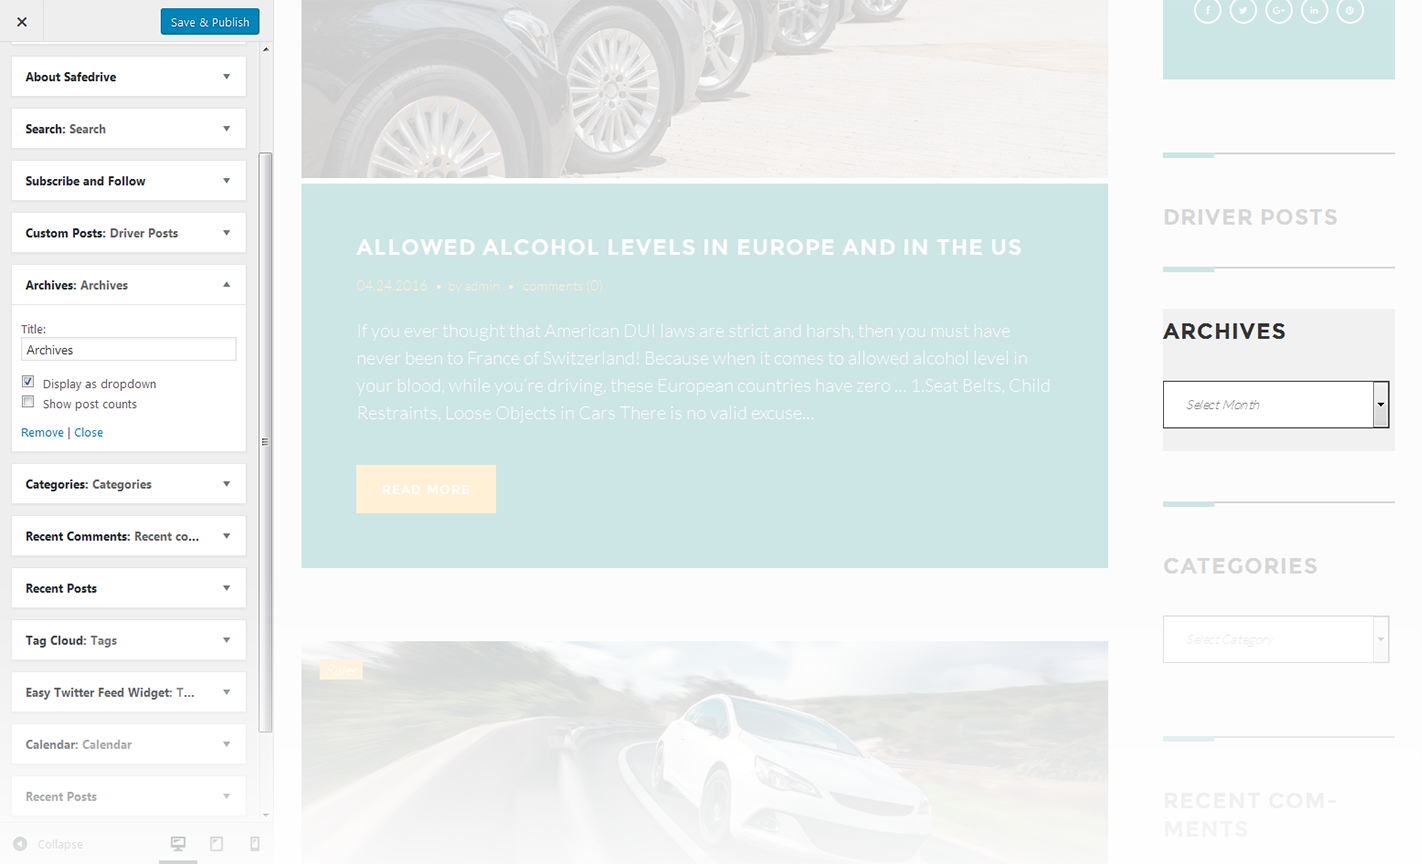 Save & Publish
About Safedrive
Search: Search
Subscribe and Follow
Custom Posts: Driver Posts
Archives: Archives
Title:
Archives
Display as dropdown
Show post counts
Remove | Close
Categories: Categories
Recent Comments: Recent co...
Recent Posts
Tag Cloud: Tags
Easy Twitter Feed Widget: T...
Calendar: Calendar
Recent Posts
Collapse
ALLOWED ALCOHOL LEVELS IN EUROPE AND IN THE US
04.24.2016 • by admin • comments (0)
If you ever thought that American DUI laws are strict and harsh, then you must have
never been to France of Switzerland! Because when it comes to allowed alcohol level in
your blood, while you're driving, these European countries have zero ... 1.Seat Belts, Child
Restraints, Loose Objects in Cars There is no valid excuse...
READ MORE
Rules
DRIVER POSTS
ARCHIVES
Select Month
CATEGORIES
Select Category
RECENT COM-
MENTS